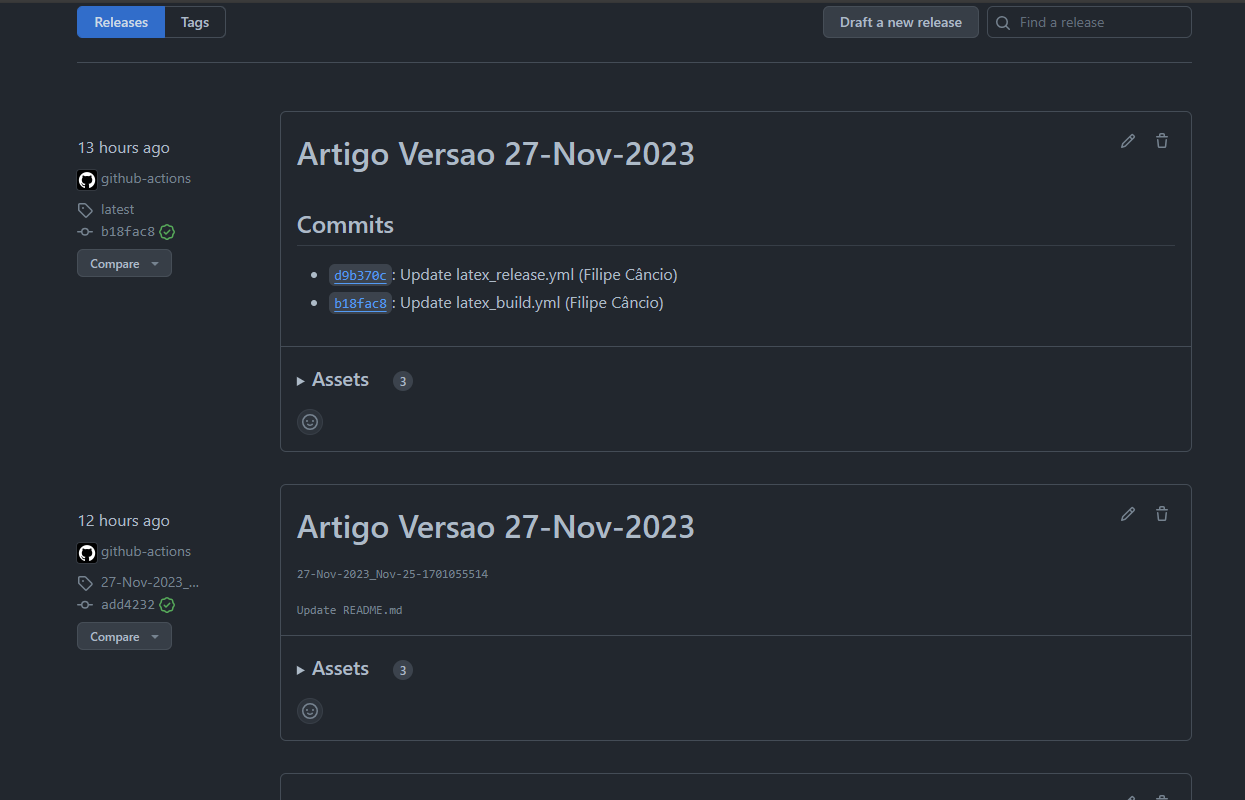 Releases Tags Draft a new release Find a release
13 hours ago
github-actions
latest
b18fac8
Compare
Artigo Versao 27-Nov-2023
Commits
d9b370c: Update latex_release.yml (Filipe Câncio)
b18fac8: Update latex_build.yml (Filipe Câncio)
Assets 3
12 hours ago
github-actions
27-Nov-2023_...
add4232
Compare
Artigo Versao 27-Nov-2023
27-Nov-2023_Nov-25-1701055514
Update README.md
Assets 3